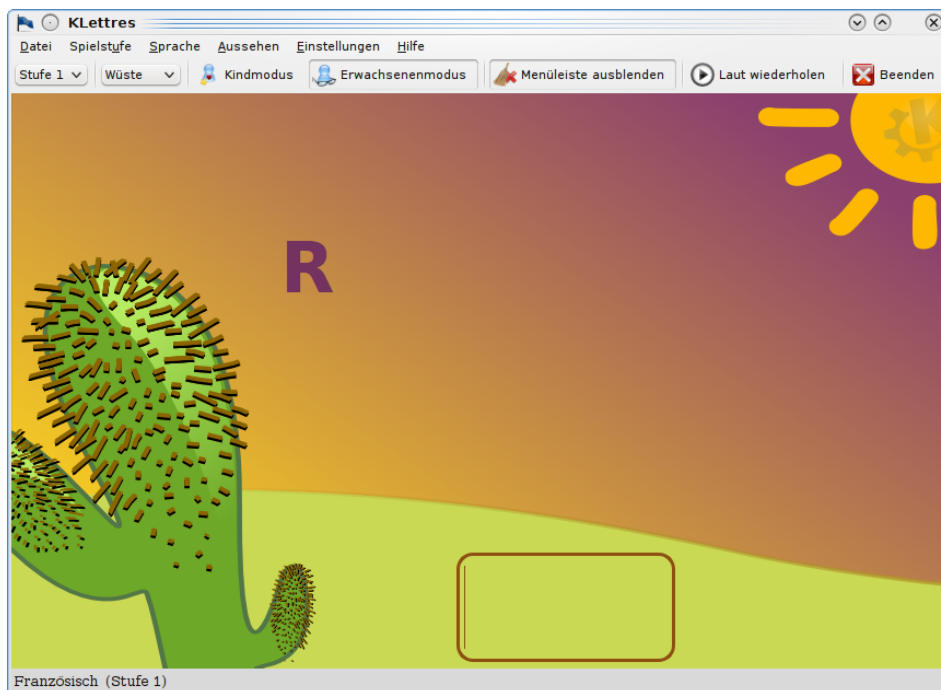 KLettres
Datei Spielstufe Sprache Aussehen Einstellungen Hilfe
Stufe 1 Wüste Kindmodus Erwachsenenmodus Menüleiste ausblenden Laut wiederholen Beenden
K
R
Französisch (Stufe 1)